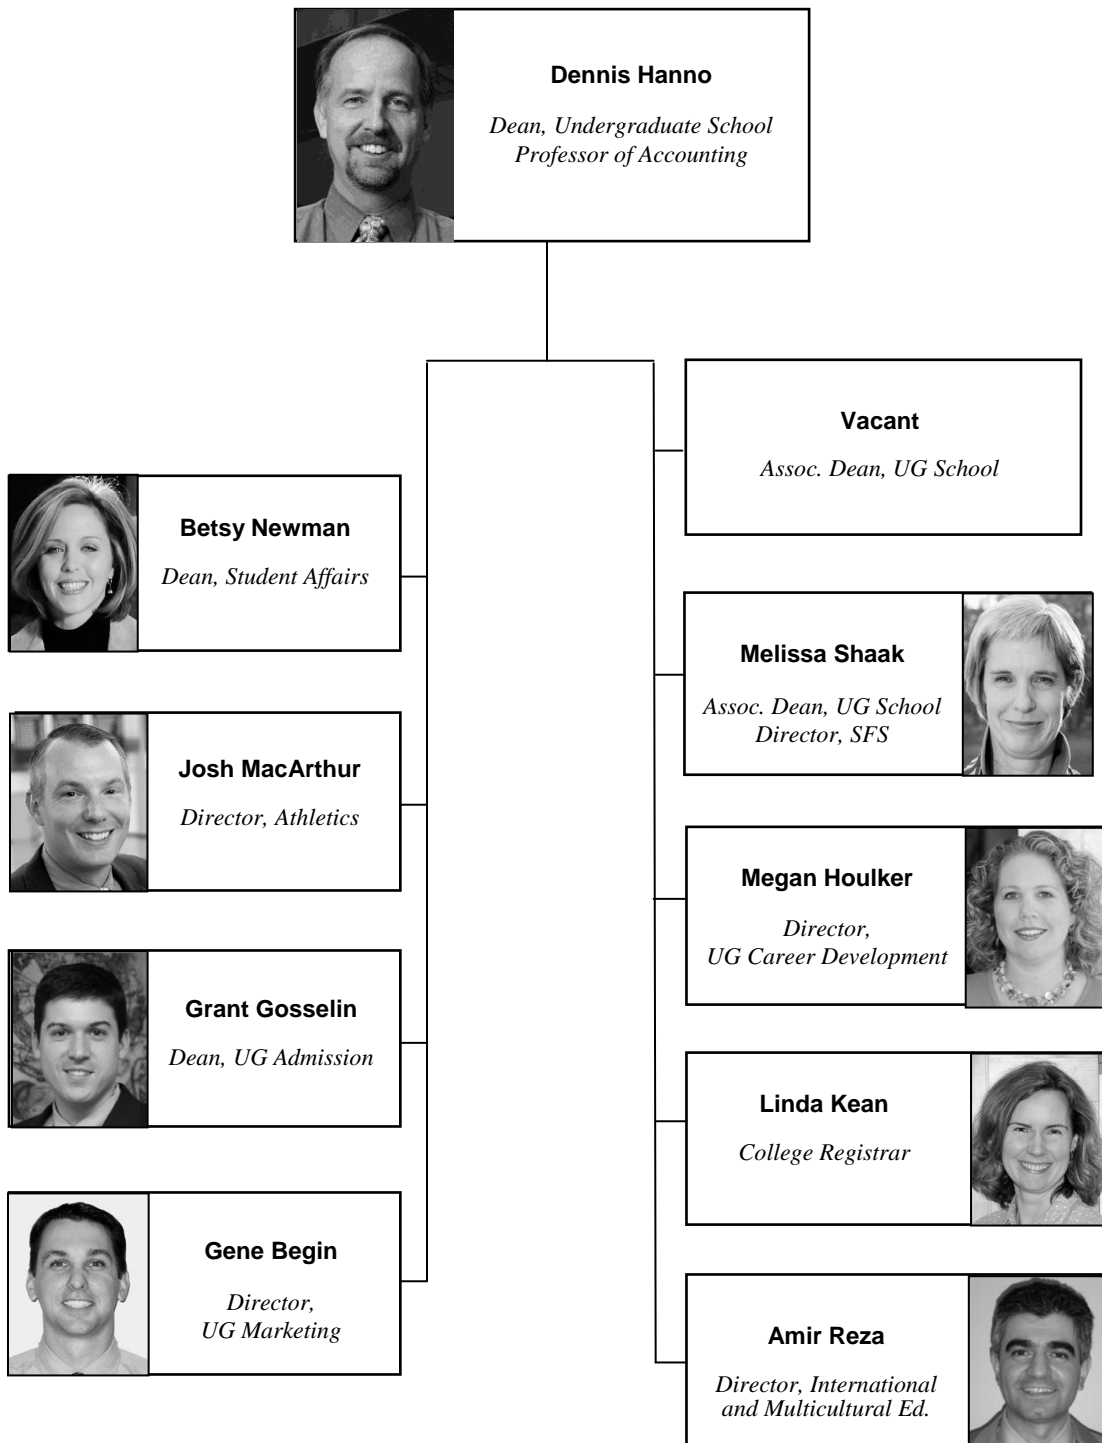 Dennis Hanno
Dean, Undergraduate School
Professor of Accounting
Vacant
Assoc. Dean, UG School
Betsy Newman
Dean, Student Affairs
Melissa Shaak
Assoc. Dean, UG School
Director, SFS
Josh MacArthur
Director, Athletics
Megan Houlker
Director,
UG Career Development
Grant Gosselin
Dean, UG Admission
Linda Kean
College Registrar
Gene Begin
Director,
UG Marketing
Amir Reza
Director, International
and Multicultural Ed.